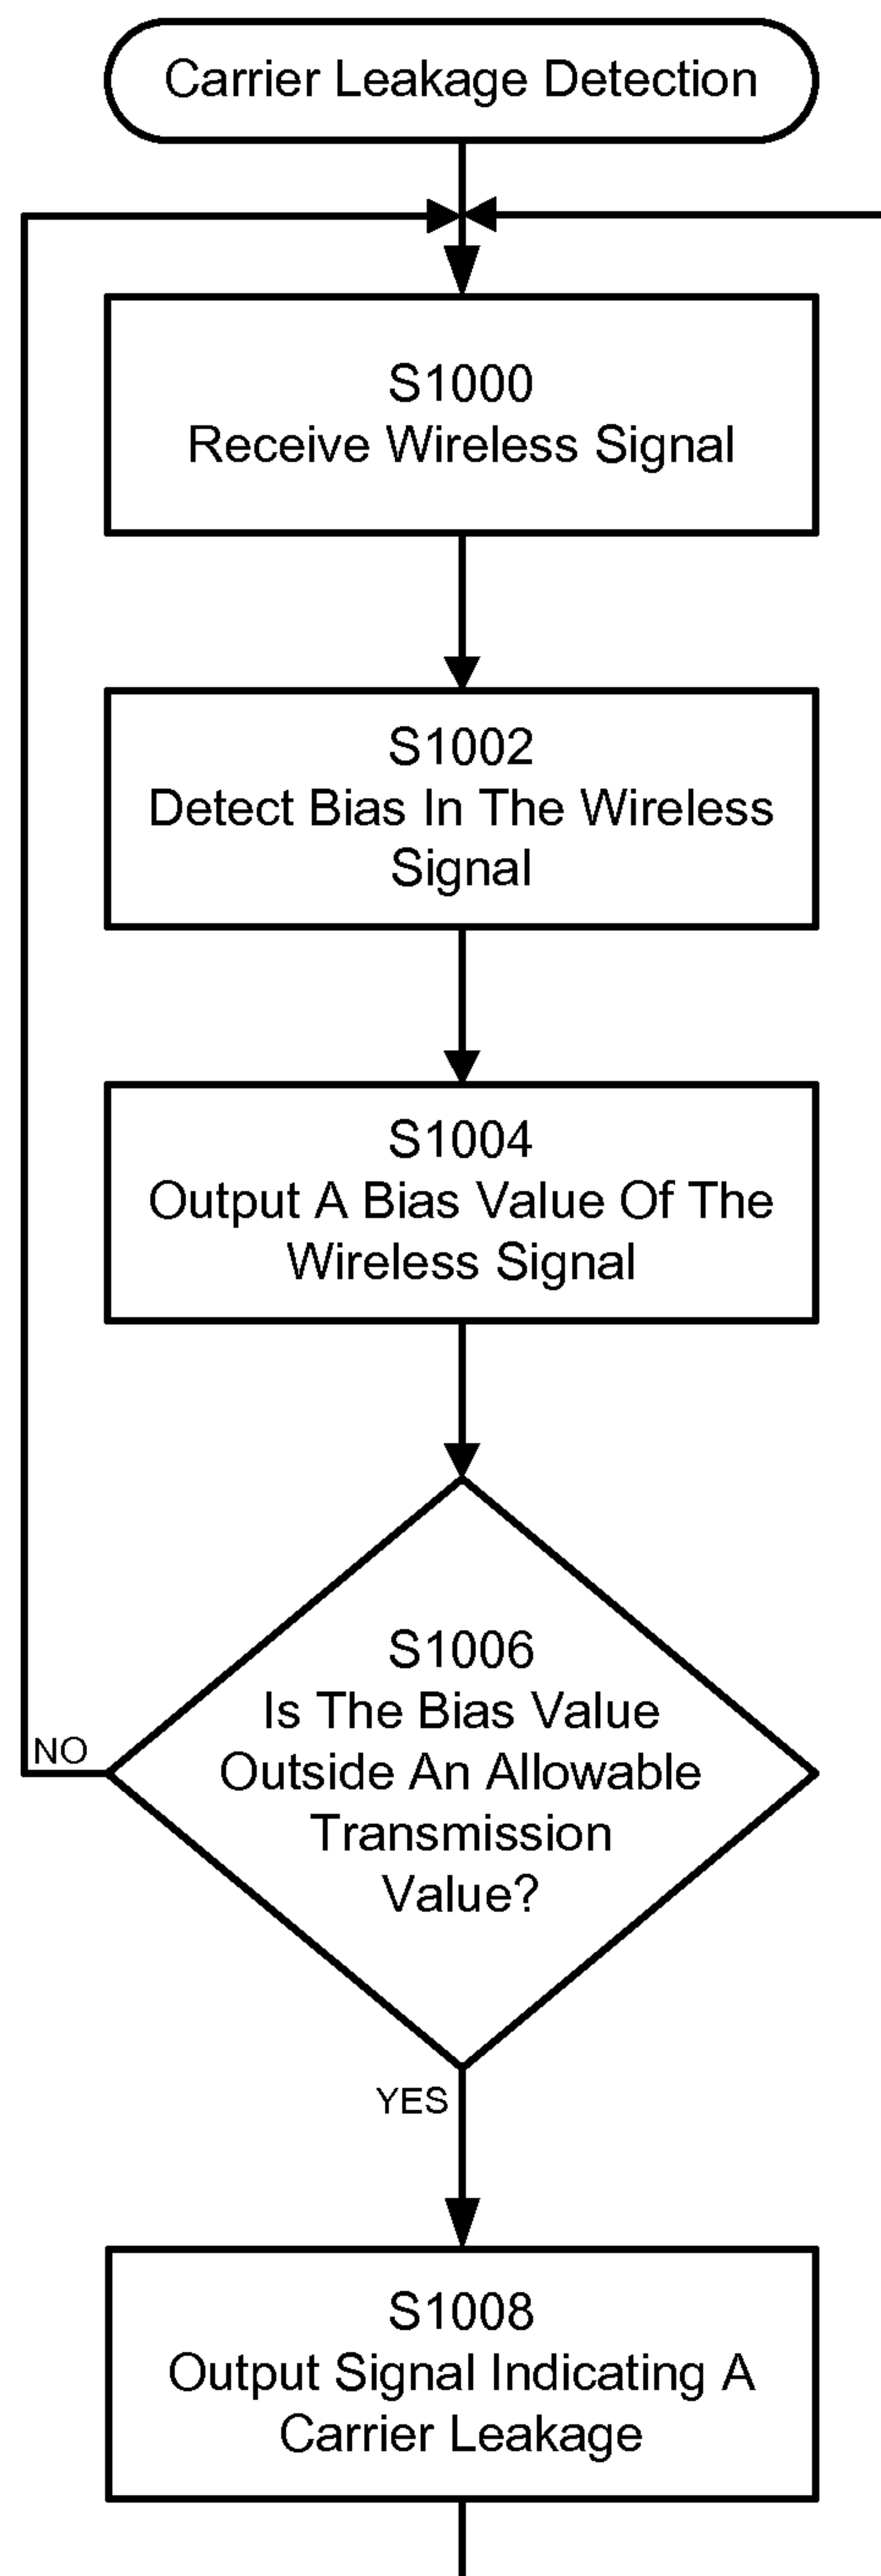 Carrier Leakage Detection
S1000
Receive Wireless Signal
S1002
Detect Bias In The Wireless
Signal
S1004
Output A Bias Value Of The
Wireless Signal
S1006
Is The Bias Value
Outside An Allowable
Transmission
Value?
NO
YES
S1008
Output Signal Indicating A
Carrier Leakage